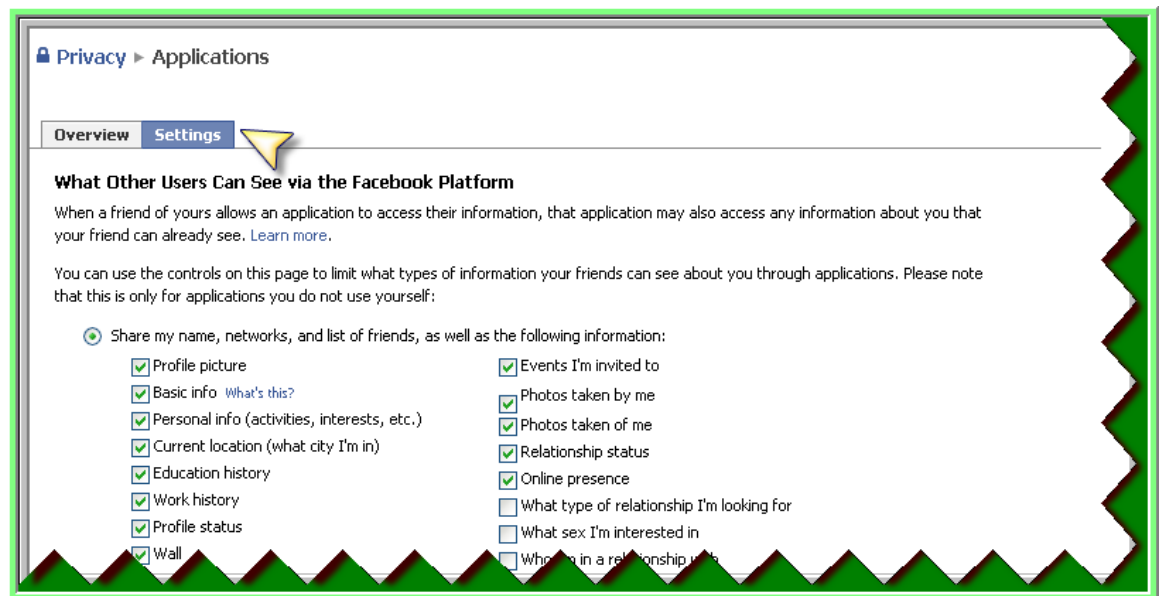 Privacy ▸ Applications
Overview Settings
What Other Users Can See via the Facebook Platform
When a friend of yours allows an application to access their information, that application may also access any information about you that
your friend can already see. Learn more.
You can use the controls on this page to limit what types of information your friends can see about you through applications. Please note
that this is only for applications you do not use yourself:
Share my name, networks, and list of friends, as well as the following information:
Profile picture
Basic info What's this?
Personal info (activities, interests, etc.)
Current location (what city I'm in)
Education history
Work history
Profile status
Wall
Events I'm invited to
Photos taken by me
Photos taken of me
Relationship status
Online presence
What type of relationship I'm looking for
What sex I'm interested in
in a